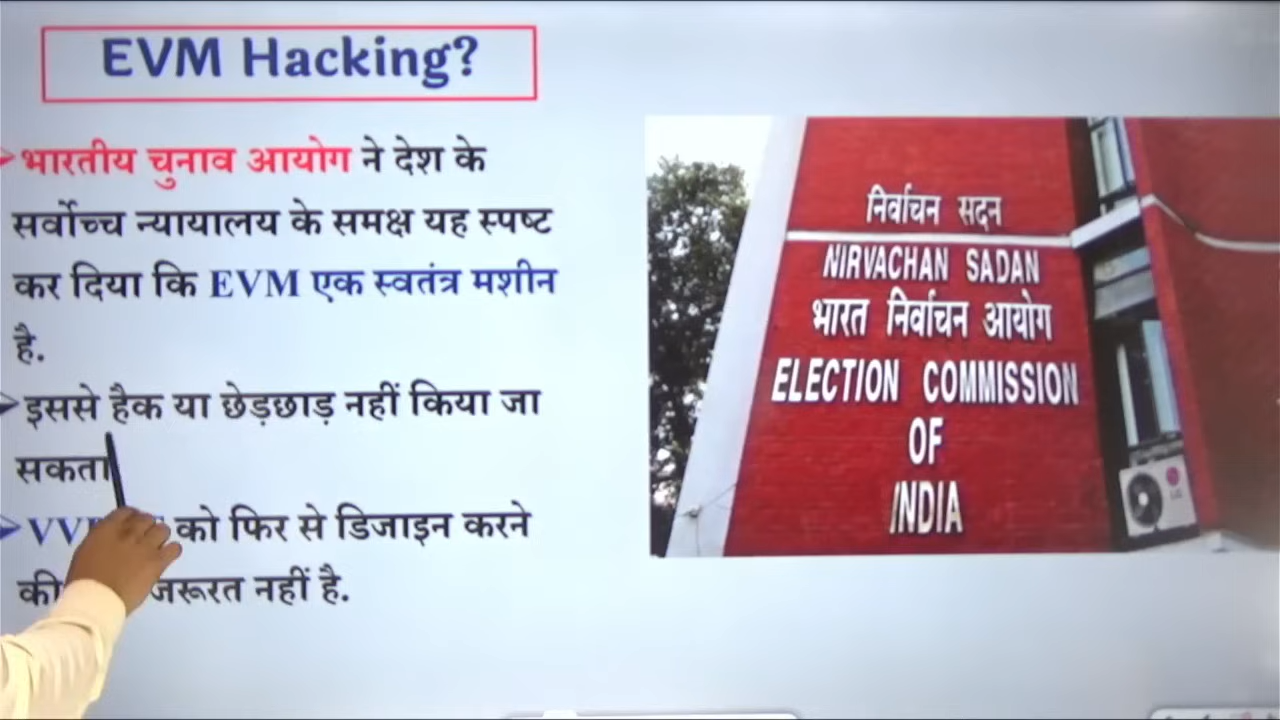 EVM Hacking?
भारतीय चुनाव आयोग ने देश के
सर्वोच्च न्यायालय के समक्ष यह स्पष्ट
कर दिया कि EVM एक स्वतंत्र मशीन
है.
इससे हैक या छेड़छाड़ नहीं किया जा
सकता
को फिर से डिजाइन करने
की जरूरत नहीं है.
निर्वाचन सदन
NIRVACHAN SADAN
भारत निर्वाचन आयोग
ELECTION COMMISSION
OF
INDIA
LG